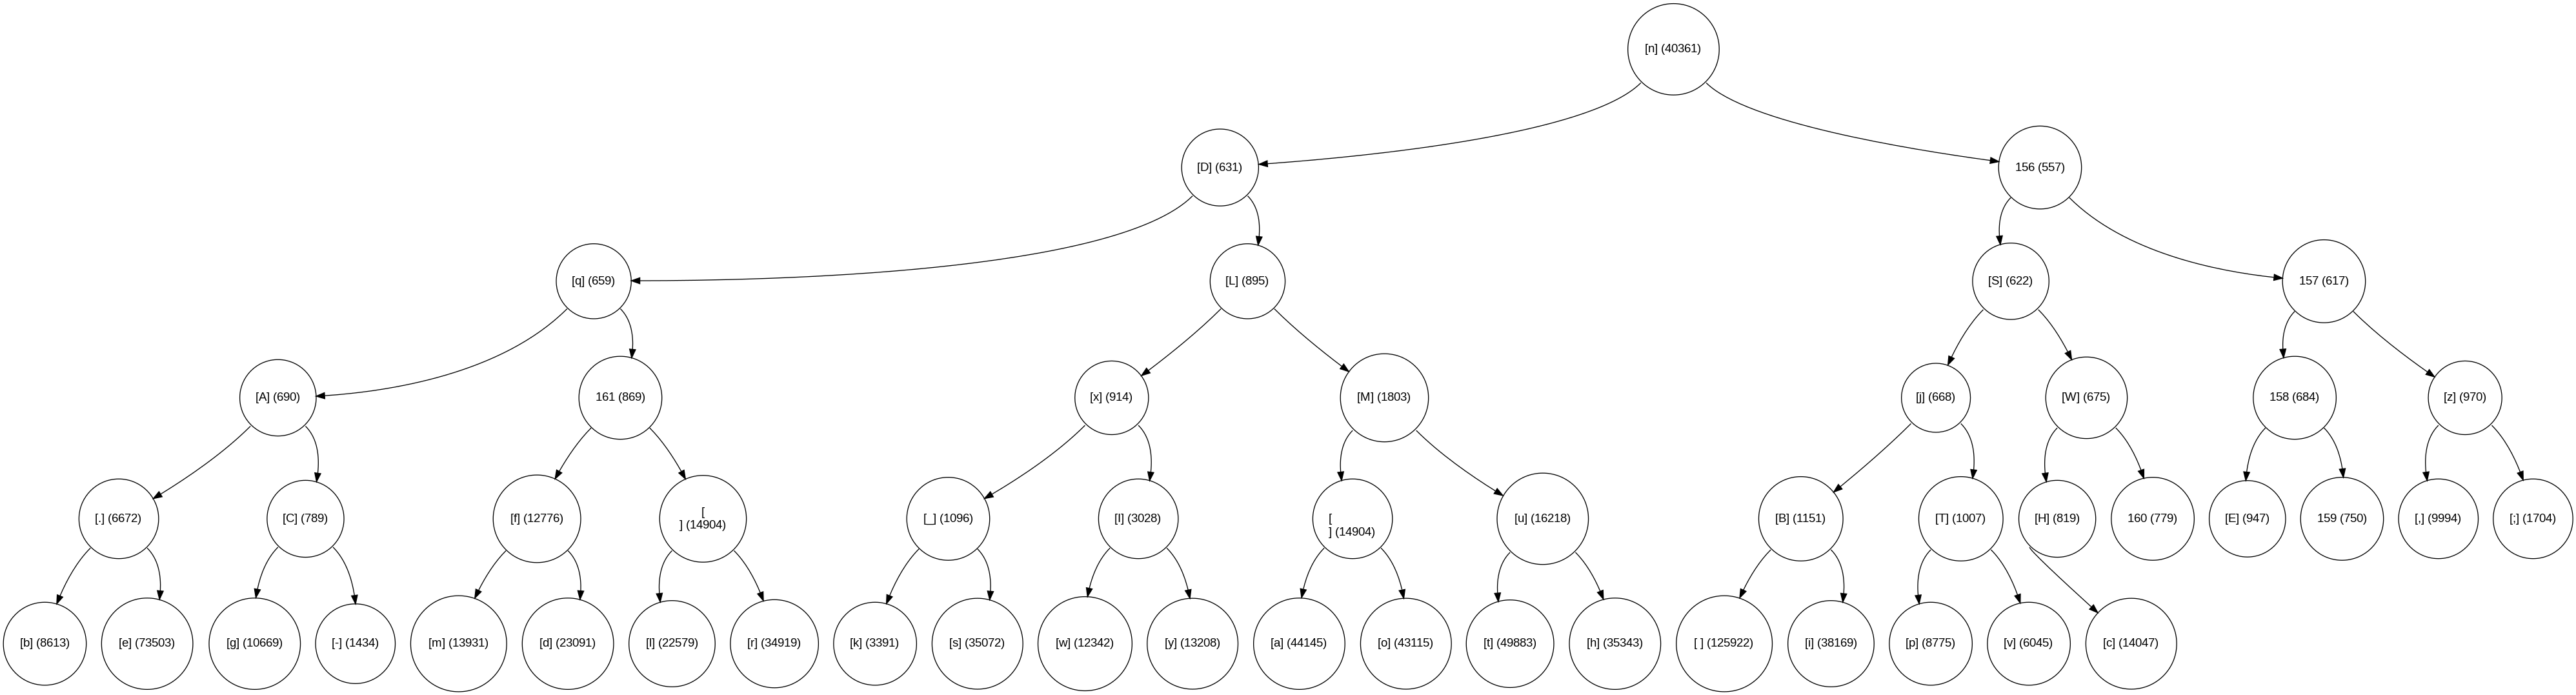 [n] (40361)
[D] (631)
156 (557)
[q] (659)
[L] (895)
[S] (622)
157 (617)
[A] (690)
161 (869)
[x] (914)
[M] (1803)
[j] (668)
[W] (675)
158 (684)
[z] (970)
[.] (6672)
[C] (789)
[f] (12776)
[
] (14904)
[_] (1096)
[I] (3028)
[
] (14904)
[u] (16218)
[B] (1151)
[T] (1007)
[H] (819)
160 (779)
[E] (947)
159 (750)
[,] (9994)
[;] (1704)
[b] (8613)
[e] (73503)
[g] (10669)
[-] (1434)
[m] (13931)
[d] (23091)
[l] (22579)
[r] (34919)
[k] (3391)
[s] (35072)
[w] (12342)
[y] (13208)
[a] (44145)
[o] (43115)
[t] (49883)
[h] (35343)
[ ] (125922)
[i] (38169)
[p] (8775)
[v] (6045)
[c] (14047)